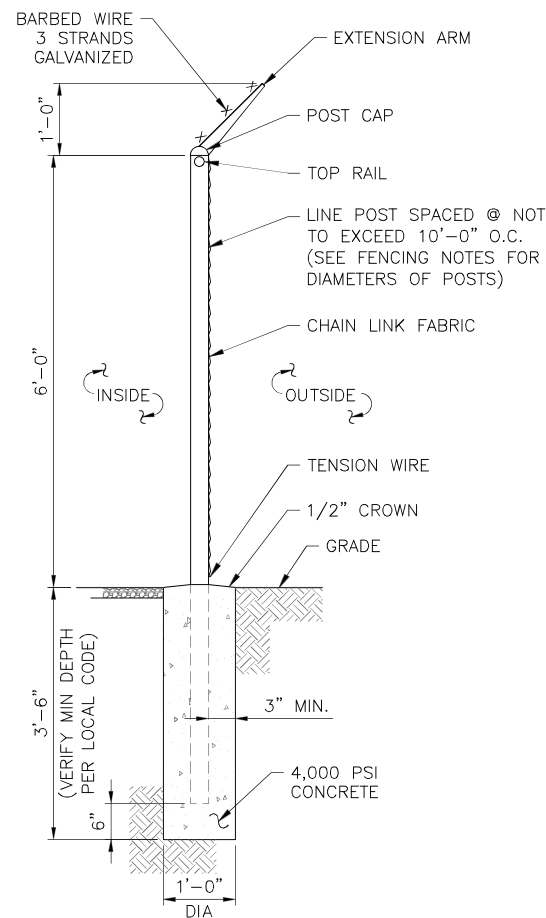 BARBED WIRE
3 STRANDS
GALVANIZED
EXTENSION ARM
1'-0"
POST CAP
TOP RAIL
LINE POST SPACED @ NOT
TO EXCEED 10'-0" O.C.
(SEE FENCING NOTES FOR
DIAMETERS OF POSTS)
CHAIN LINK FABRIC
6'-0"
INSIDE
OUTSIDE
TENSION WIRE
1/2" CROWN
GRADE
3'-6"
(VERIFY MIN DEPTH
PER LOCAL CODE)
3" MIN.
4,000 PSI
CONCRETE
6"
1'-0"
DIA